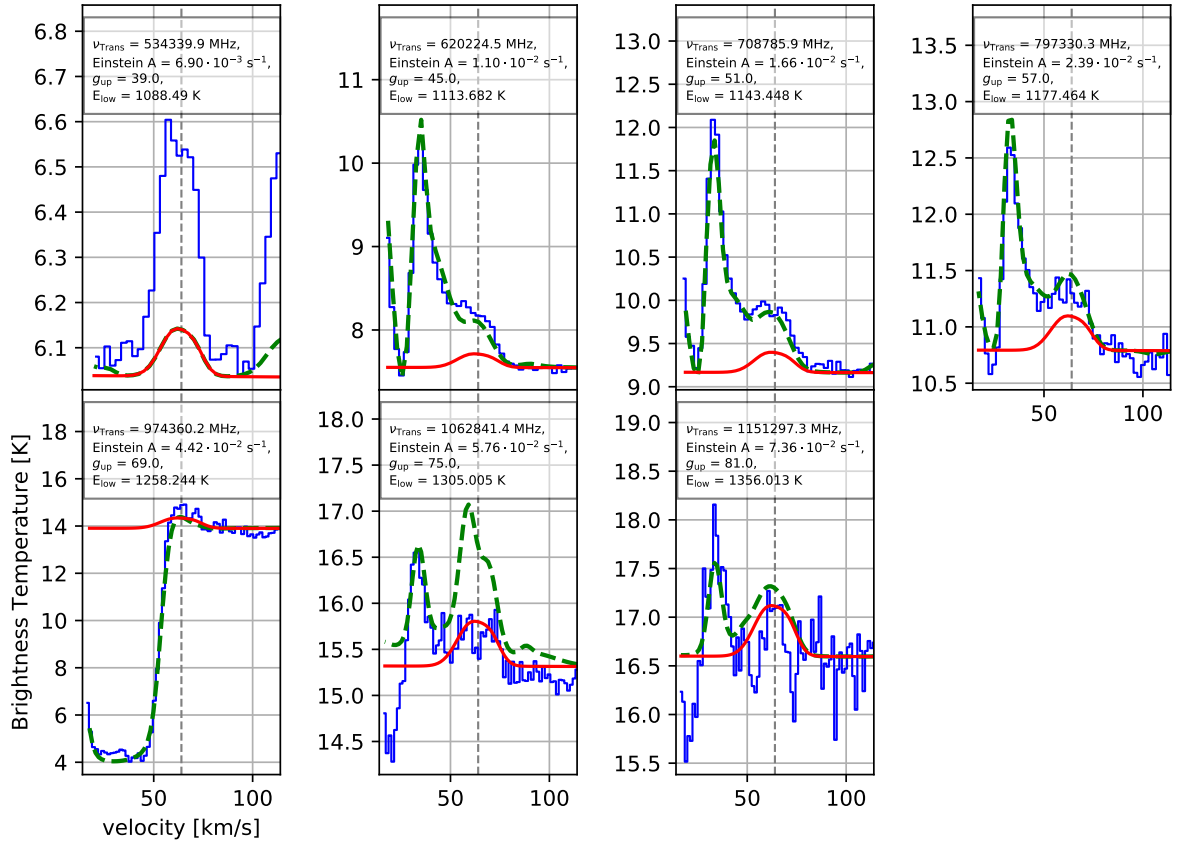 6.8
6.7
6.6
6.5
6.4
6.3
6.2
6.1
ν_Trans = 534339.9 MHz,
Einstein A = 6.90·10⁻³ s⁻¹,
g_up = 39.0,
E_low = 1088.49 K
11
10
9
8
ν_Trans = 620224.5 MHz,
Einstein A = 1.10·10⁻² s⁻¹,
g_up = 45.0,
E_low = 1113.682 K
13.0
12.5
12.0
11.5
11.0
10.5
10.0
9.5
9.0
ν_Trans = 708785.9 MHz,
Einstein A = 1.66·10⁻² s⁻¹,
g_up = 51.0,
E_low = 1143.448 K
13.5
13.0
12.5
12.0
11.5
11.0
10.5
ν_Trans = 797330.3 MHz,
Einstein A = 2.39·10⁻² s⁻¹,
g_up = 57.0,
E_low = 1177.464 K
50 100
Brightness Temperature [K]
18
16
14
12
10
8
6
4
ν_Trans = 974360.2 MHz,
Einstein A = 4.42·10⁻² s⁻¹,
g_up = 69.0,
E_low = 1258.244 K
50 100
velocity [km/s]
18.0
17.5
17.0
16.5
16.0
15.5
15.0
14.5
ν_Trans = 1062841.4 MHz,
Einstein A = 5.76·10⁻² s⁻¹,
g_up = 75.0,
E_low = 1305.005 K
50 100
19.0
18.5
18.0
17.5
17.0
16.5
16.0
15.5
ν_Trans = 1151297.3 MHz,
Einstein A = 7.36·10⁻² s⁻¹,
g_up = 81.0,
E_low = 1356.013 K
50 100